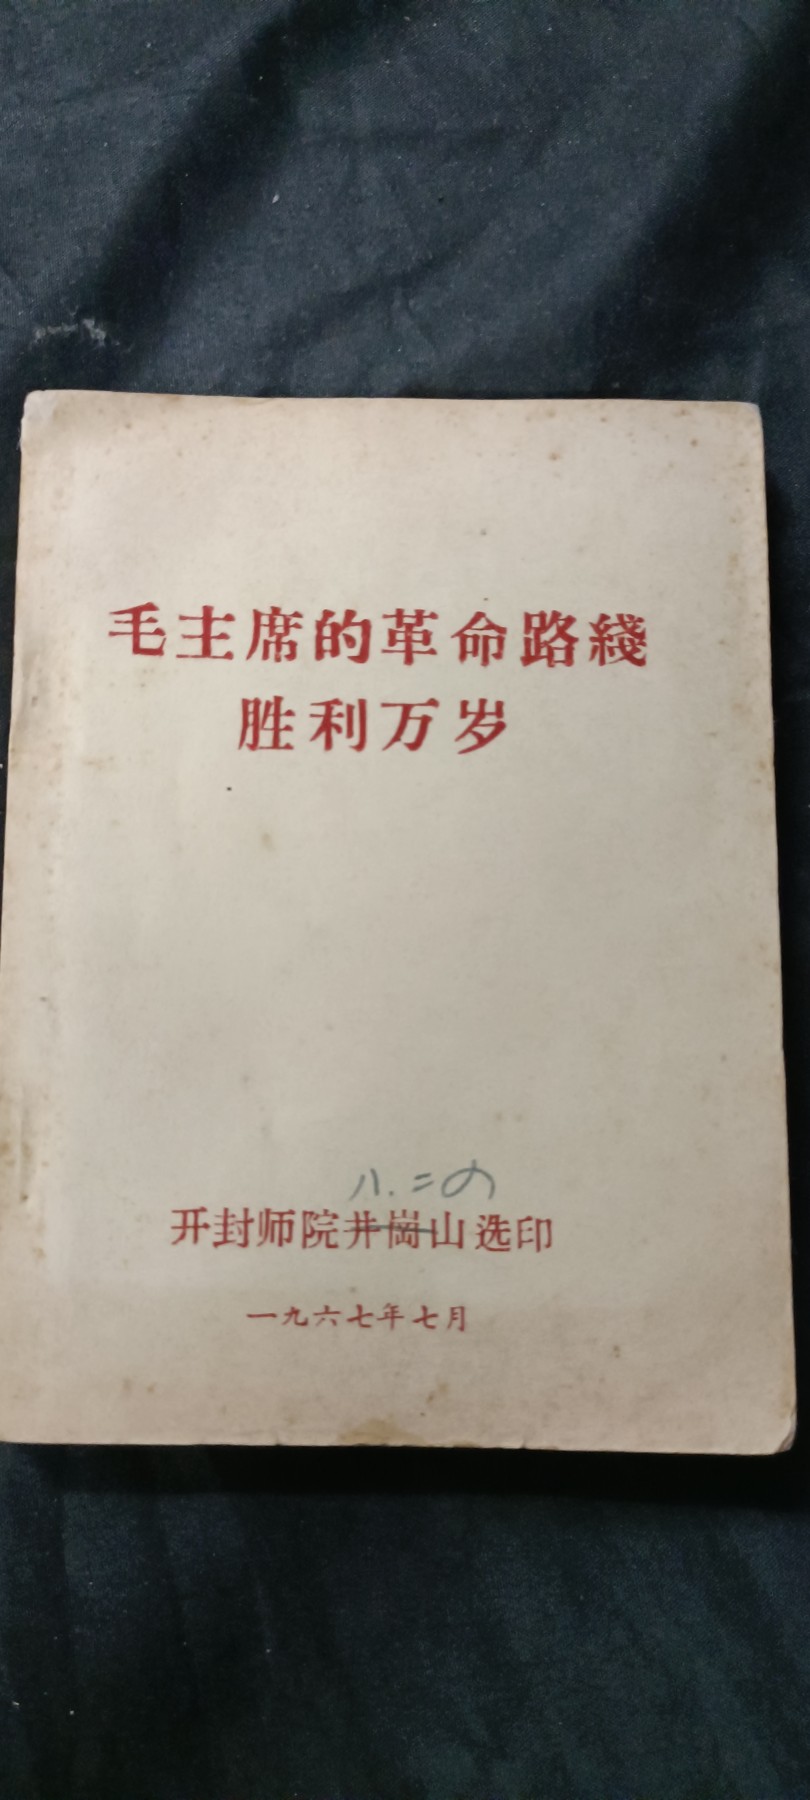 毛主席的革命路綫
胜利万岁
八.二四
开封师院井崗山选印
一九六七年七月